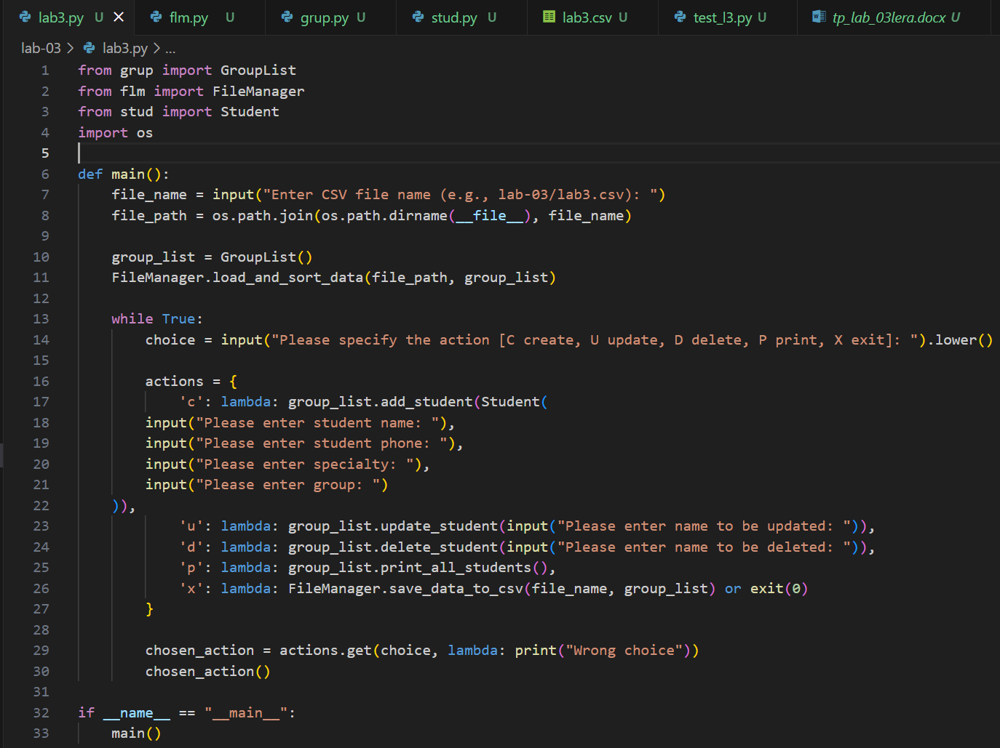 lab3.py U flm.py U grup.py U stud.py U lab3.csv U test_l3.py U tp_lab_03lera.docx U
lab-03 > lab3.py > ...
1 from grup import GroupList
2 from flm import FileManager
3 from stud import Student
4 import os
5
6 def main():
7     file_name = input("Enter CSV file name (e.g., lab-03/lab3.csv): ")
8     file_path = os.path.join(os.path.dirname(__file__), file_name)
9
10     group_list = GroupList()
11     FileManager.load_and_sort_data(file_path, group_list)
12
13     while True:
14         choice = input("Please specify the action [C create, U update, D delete, P print, X exit]: ").lower()
15
16         actions = {
17             'c': lambda: group_list.add_student(Student(
18         input("Please enter student name: "),
19         input("Please enter student phone: "),
20         input("Please enter specialty: "),
21         input("Please enter group: ")
22     )),
23             'u': lambda: group_list.update_student(input("Please enter name to be updated: ")),
24             'd': lambda: group_list.delete_student(input("Please enter name to be deleted: ")),
25             'p': lambda: group_list.print_all_students(),
26             'x': lambda: FileManager.save_data_to_csv(file_name, group_list) or exit(0)
27         }
28
29         chosen_action = actions.get(choice, lambda: print("Wrong choice"))
30         chosen_action()
31
32 if __name__ == "__main__":
33     main()